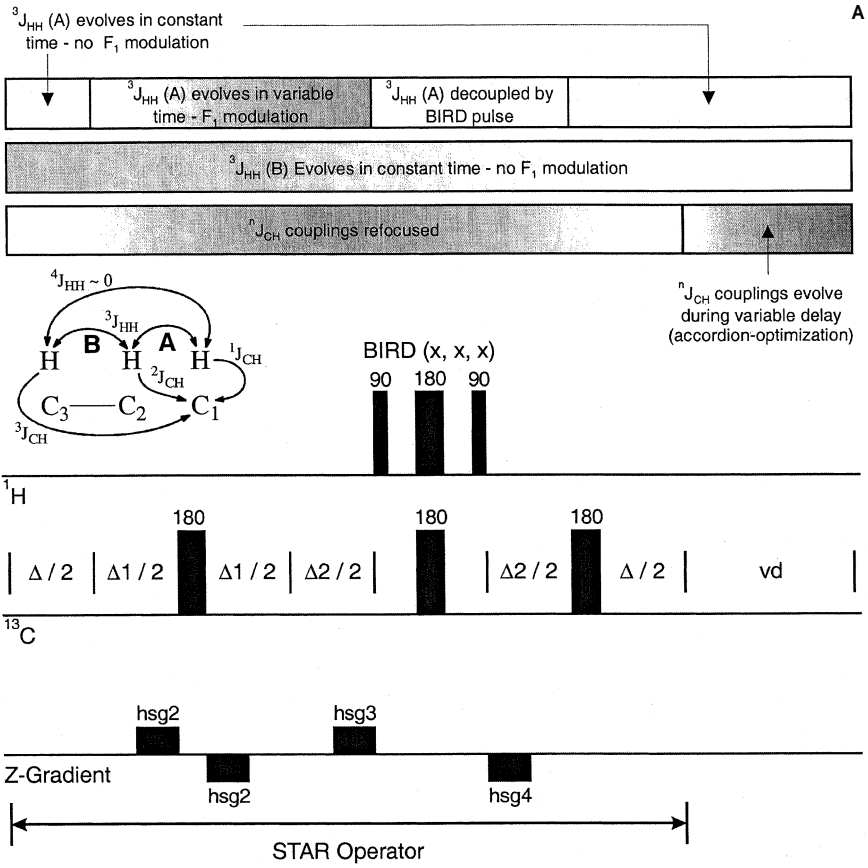 ³J_HH (A) evolves in constant
time - no F₁ modulation
A
³J_HH (A) evolves in variable
time - F₁ modulation
³J_HH (A) decoupled by
BIRD pulse
³J_HH (B) Evolves in constant time - no F₁ modulation
ⁿJ_CH couplings refocused
ⁿJ_CH couplings evolve
during variable delay
(accordion-optimization)
⁴J_HH ~ 0
³J_HH
B A
H H H
¹J_CH
²J_CH
C₃ C₂ C₁
³J_CH
BIRD (x, x, x)
90 180 90
¹H
180 180 180
Δ / 2 Δ1 / 2 Δ1 / 2 Δ2 / 2 Δ2 / 2 Δ / 2 vd
¹³C
hsg2 hsg3
Z-Gradient
hsg2 hsg4
STAR Operator